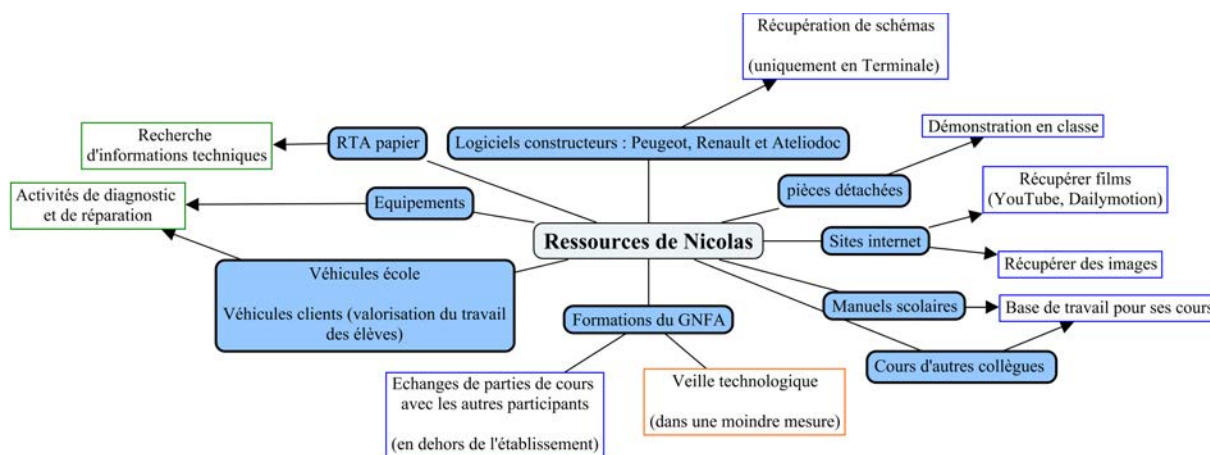 Récupération de schémas
(uniquement en Terminale)
Recherche
d'informations techniques
RTA papier
Logiciels constructeurs : Peugeot, Renault et Ateliodoc
Démonstration en classe
pièces détachées
Activités de diagnostic
et de réparation
Equipements
Récupérer films
(YouTube, Dailymotion)
Ressources de Nicolas
Sites internet
Récupérer des images
Véhicules école
Véhicules clients (valorisation du travail
des élèves)
Formations du GNFA
Manuels scolaires
Base de travail pour ses cours
Cours d'autres collègues
Echanges de parties de cours
avec les autres participants
(en dehors de l'établissement)
Veille technologique
(dans une moindre mesure)